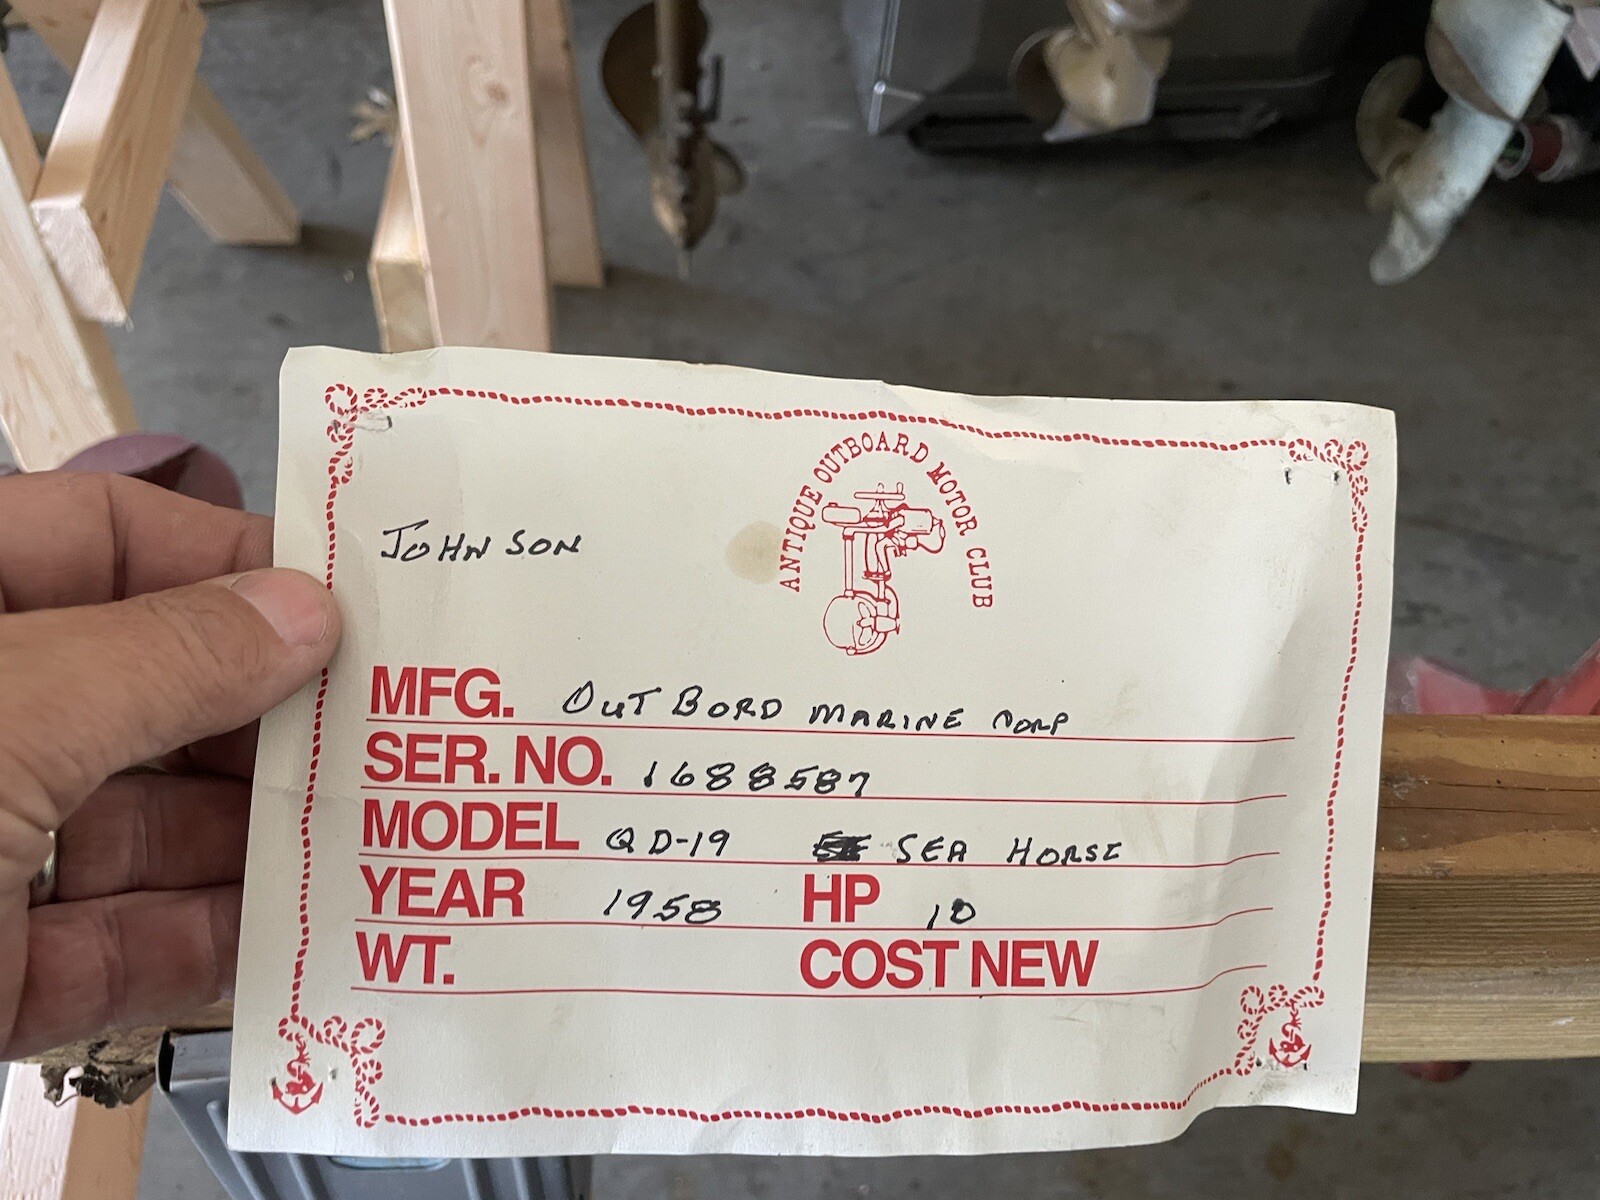 ANTIQUE OUTBOARD MOTOR CLUB
JOHNSON
MFG. OUT BORD MARINE CORP
SER. NO. 1688587
MODEL QD-19 SEA HORSE
YEAR 1958 HP 10
WT. COST NEW